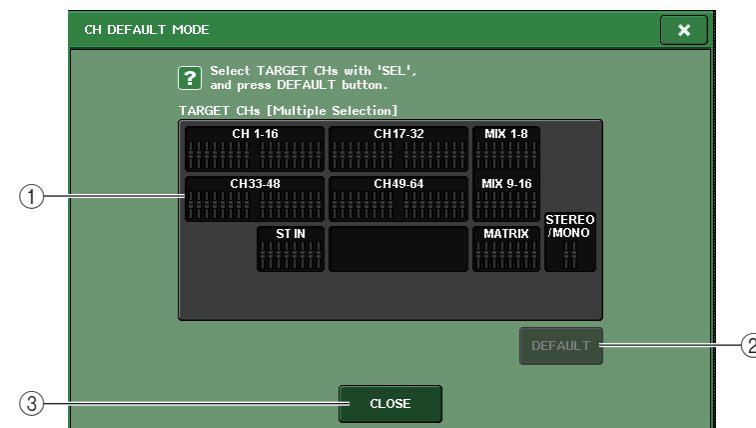 CH DEFAULT MODE
×
? Select TARGET CHs with 'SEL',
and press DEFAULT button.
TARGET CHs [Multiple Selection]
CH 1-16
CH17-32
MIX 1-8
CH33-48
CH49-64
MIX 9-16
ST IN
MATRIX
STEREO
/MONO
①
DEFAULT
②
③
CLOSE